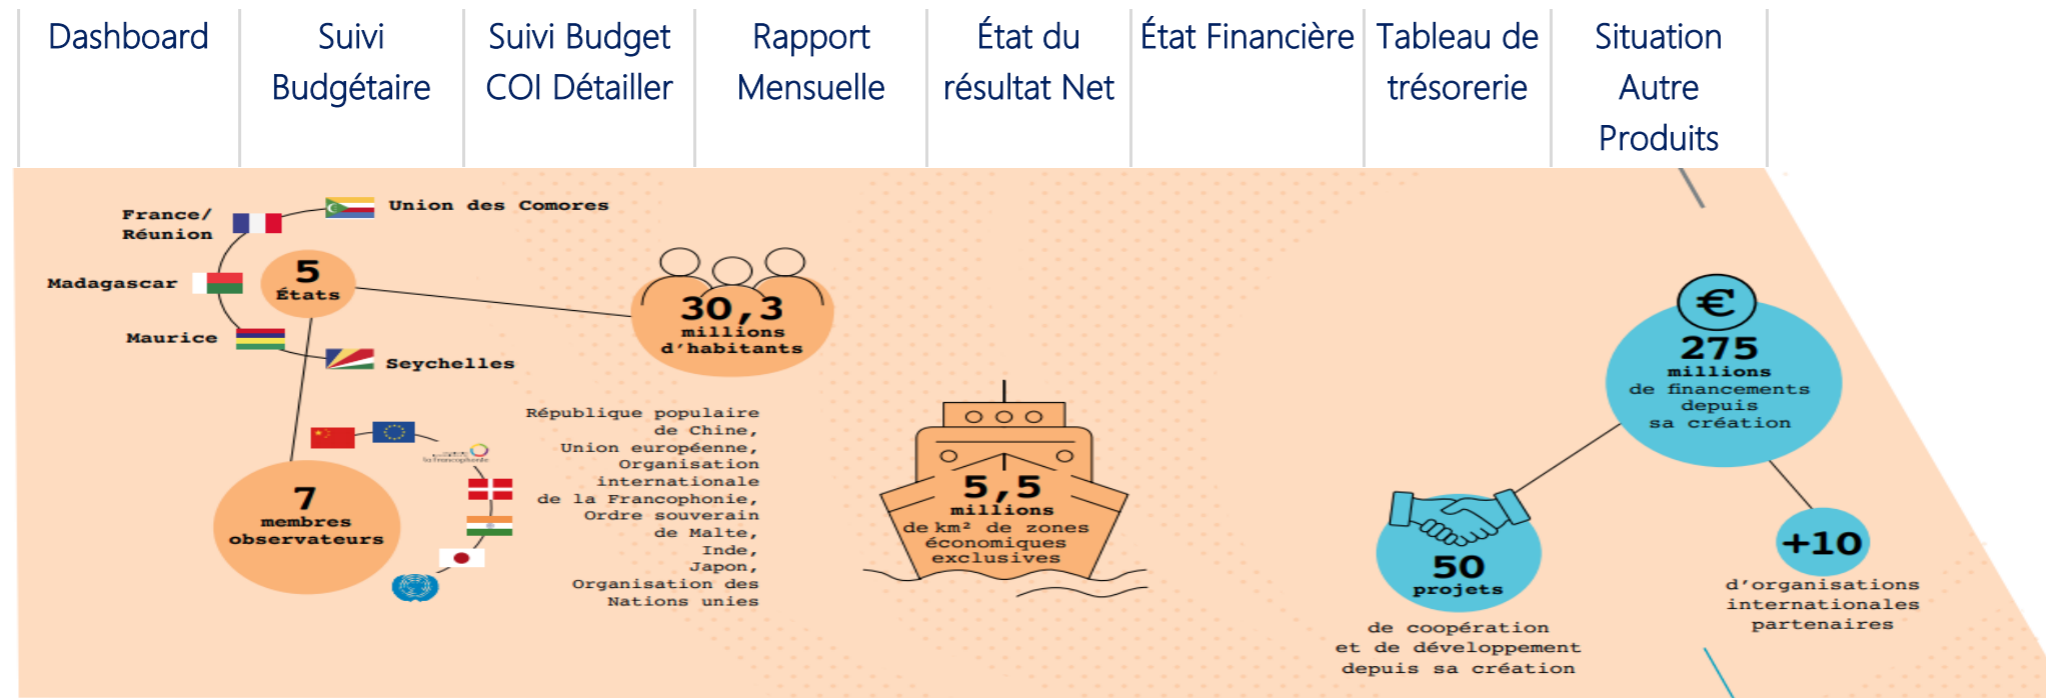 Dashboard
Suivi
Budgétaire
Suivi Budget
COI Détailler
Rapport
Mensuelle
État du
résultat Net
État Financière
Tableau de
trésorerie
Situation
Autre
Produits
France/
Réunion
Union des Comores
Madagascar
5
États
Maurice
Seychelles
30,3
millions
d'habitants
7
membres
observateurs
la francophonie
République populaire
de Chine,
Union européenne,
Organisation
internationale
de la Francophonie,
Ordre souverain
de Malte,
Inde,
Japon,
Organisation des
Nations unies
5,5
millions
de km² de zones
économiques
exclusives
€
275
millions
de financements
depuis
sa création
50
projets
de coopération
et de développement
depuis sa création
+10
d'organisations
internationales
partenaires